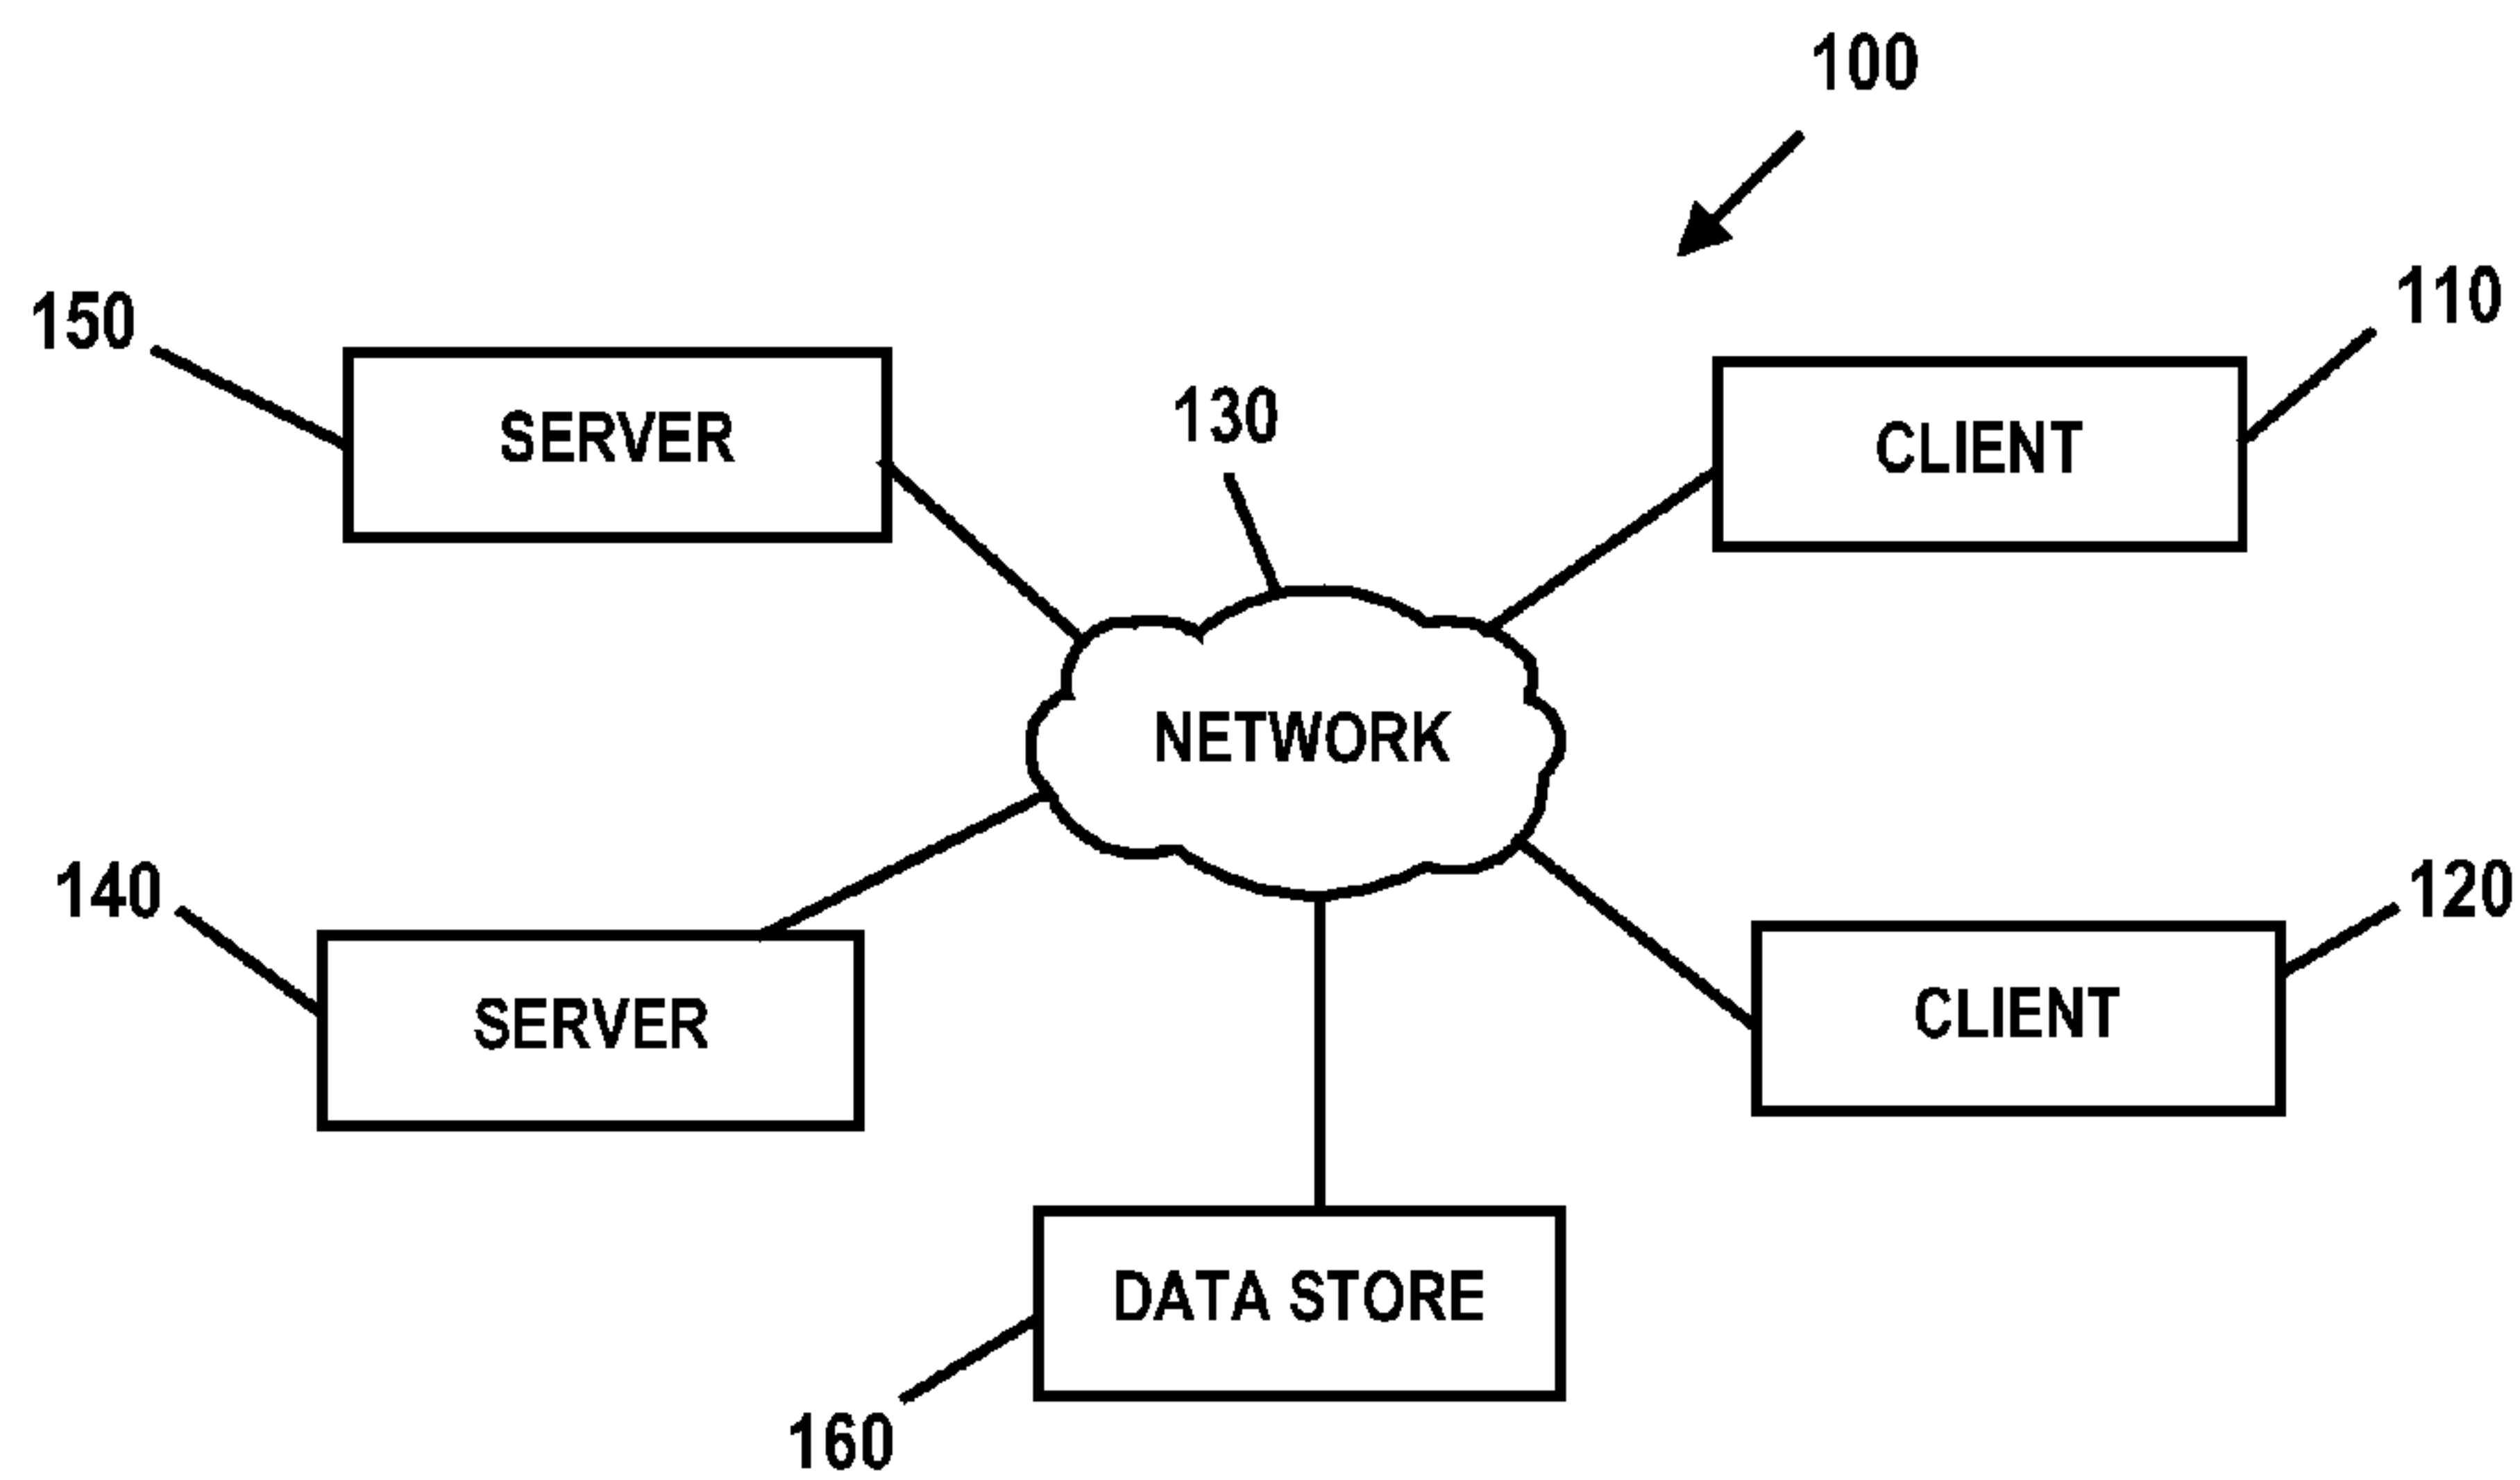 100
110
150
130
SERVER
CLIENT
NETWORK
140
120
SERVER
CLIENT
DATA STORE
160